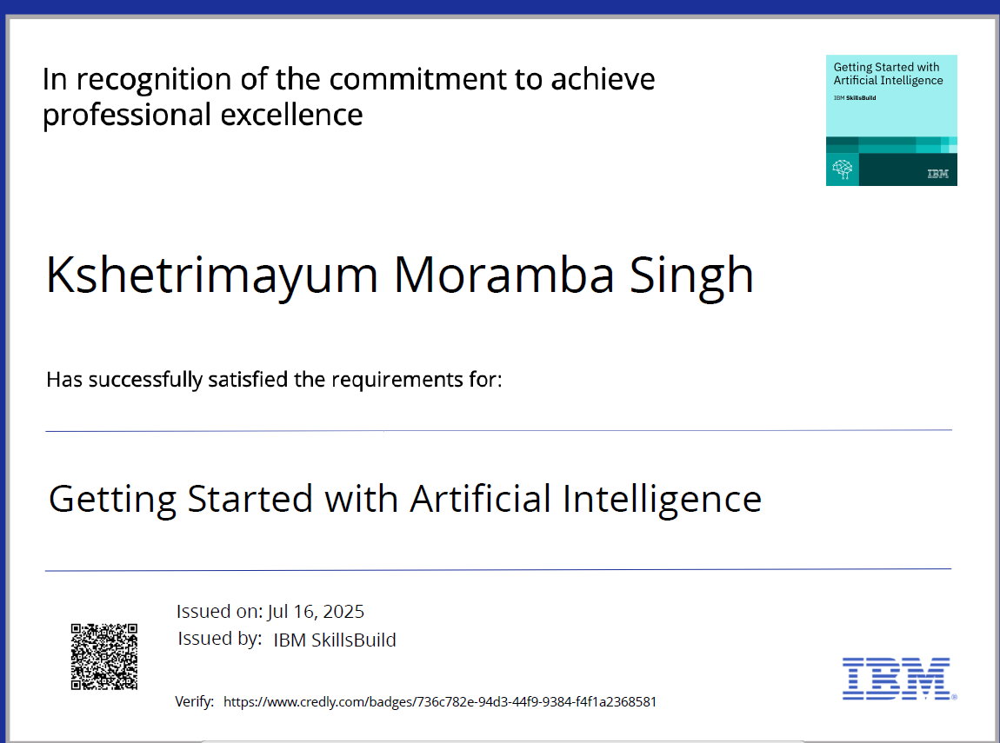 In recognition of the commitment to achieve
professional excellence
Getting Started with
Artificial Intelligence
IBM SkillsBuild
IBM
Kshetrimayum Moramba Singh
Has successfully satisfied the requirements for:
Getting Started with Artificial Intelligence
Issued on: Jul 16, 2025
Issued by: IBM SkillsBuild
IBM®
Verify: https://www.credly.com/badges/736c782e-94d3-44f9-9384-f4f1a2368581